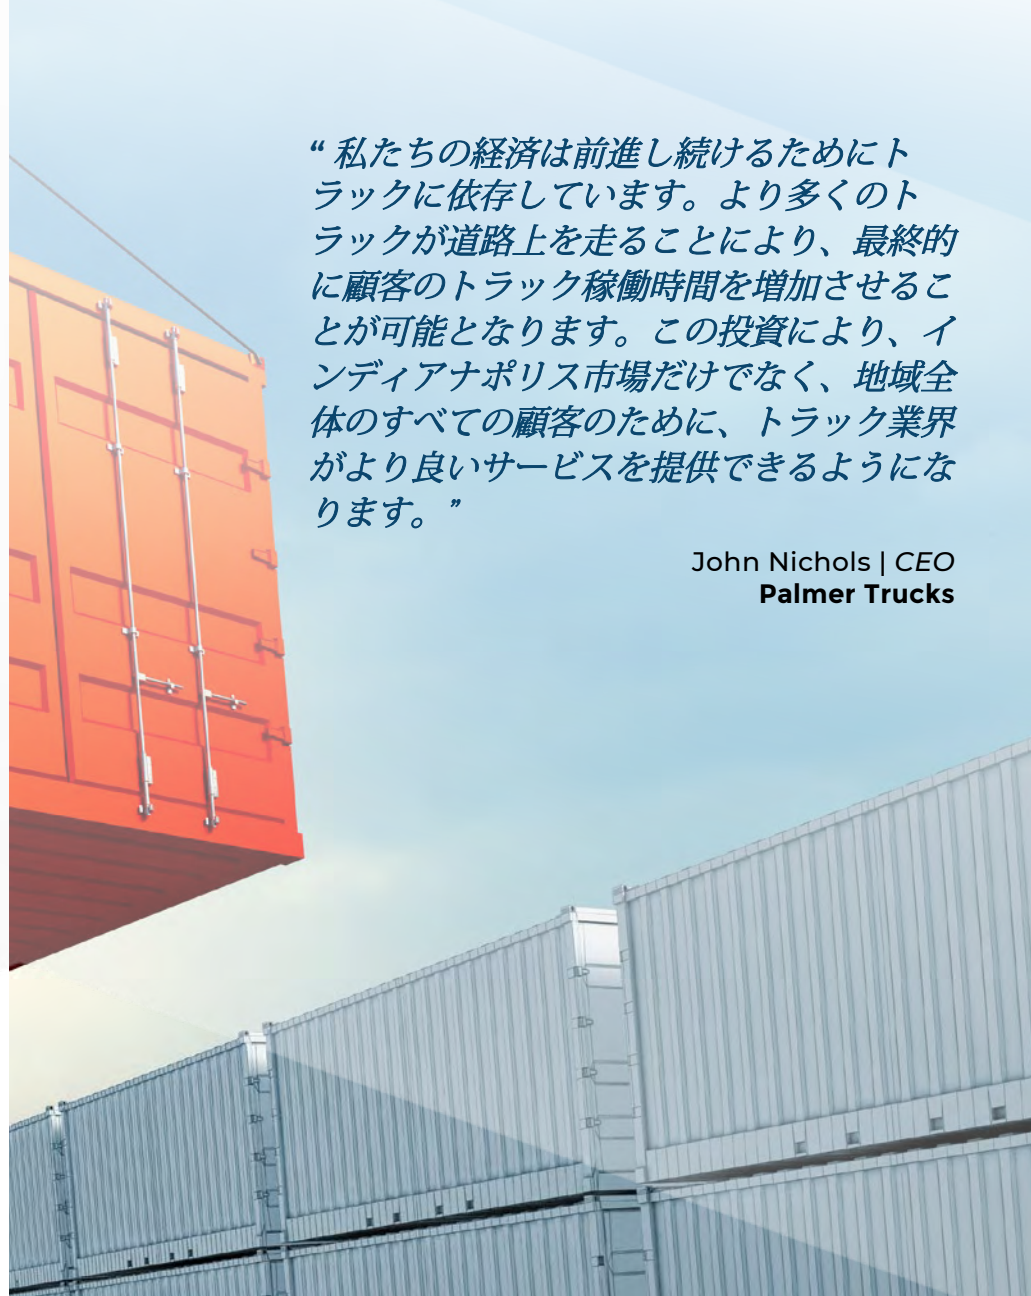 “ 私たちの経済は前進し続けるためにト
ラックに依存しています。より多くのト
ラックが道路上を走ることにより、最終的
に顧客のトラック稼働時間を増加させるこ
とが可能となります。この投資により、イ
ンディアナポリス市場だけでなく、地域全
体のすべての顧客のために、トラック業界
がより良いサービスを提供できるようにな
ります。”
John Nichols | CEO
Palmer Trucks